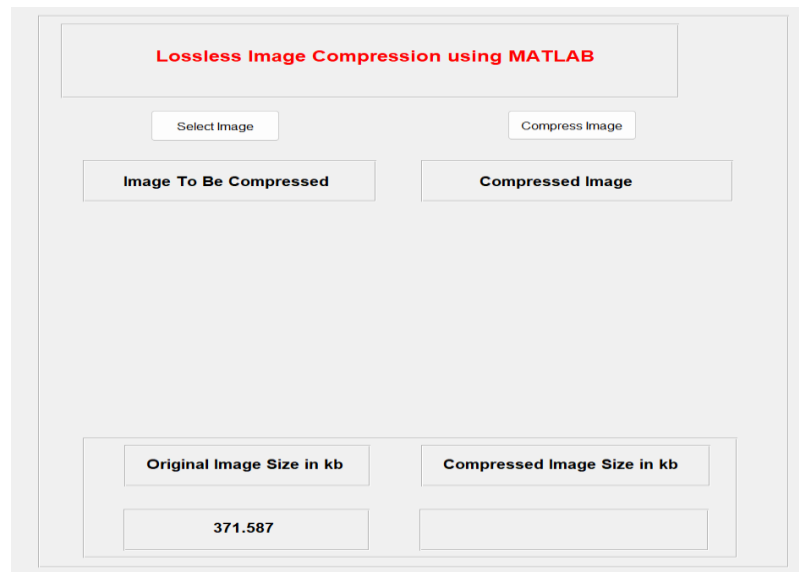 Lossless Image Compression using MATLAB
Select Image
Compress Image
Image To Be Compressed
Compressed Image
Original Image Size in kb
Compressed Image Size in kb
371.587